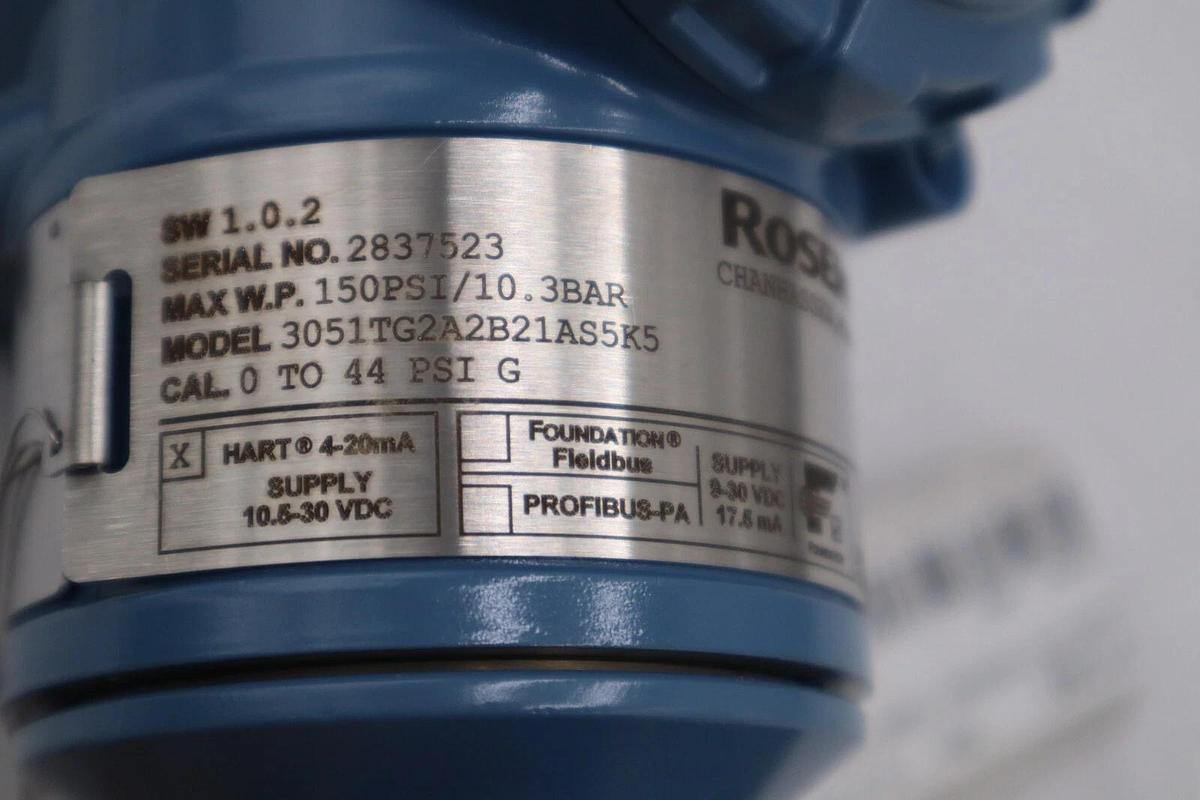 SW 1.0.2
SERIAL NO. 2837523
MAX W.P. 150PSI/10.3BAR
MODEL 3051TG2A2B21AS5K5
CAL. 0 TO 44 PSI G
X HART® 4-20mA
SUPPLY
10.5-30 VDC
FOUNDATION®
Fieldbus
PROFIBUS-PA
SUPPLY
9-30 VDC
17.5 mA
ROSE